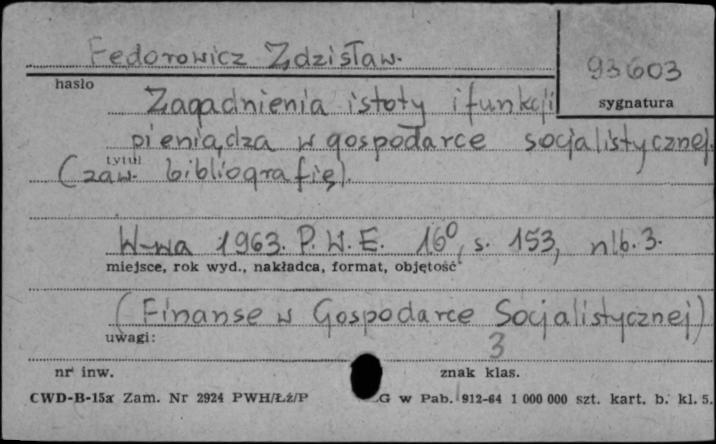 Fedorowicz Zdzisław.
93603
hasło
sygnatura
Zagadnienia istoty i funkcji
pieniądza w gospodarce socjalistycznej.
tytuł
(zaw. bibliografię).
W-wa 1963. P.W.E. 16⁰, s. 153, nlb. 3.
miejsce, rok wyd., nakładca, format, objętość
(Finanse w Gospodarce Socjalistycznej)
uwagi:
3
nr inw.
znak klas.
CWD-B-15a Zam. Nr 2924 PWH/Łź/P G w Pab. 912-64 1 000 000 szt. kart. b. kl. 5.